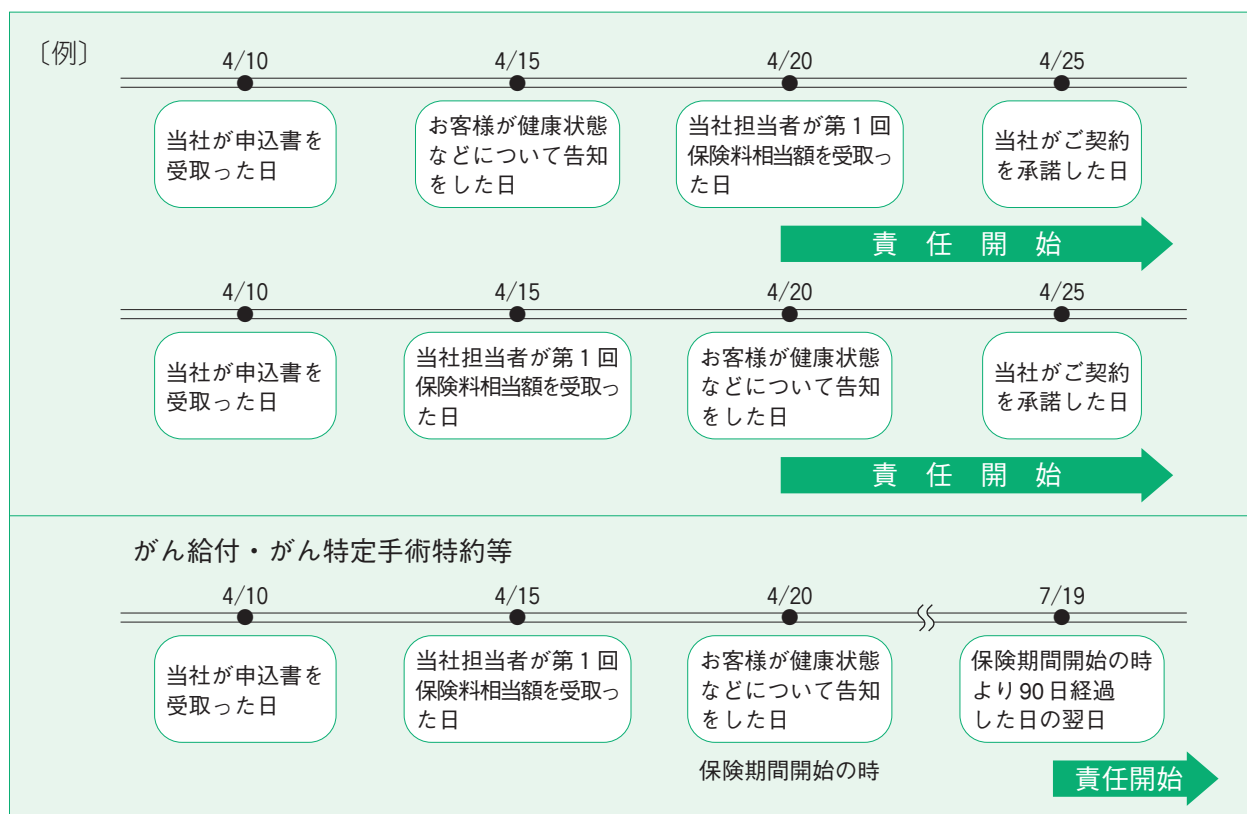 〔例〕
4/10 4/15 4/20 4/25
当社が申込書を
受取った日
お客様が健康状態
などについて告知
をした日
当社担当者が第1回
保険料相当額を受取っ
た日
当社がご契約
を承諾した日
責任開始
4/10 4/15 4/20 4/25
当社が申込書を
受取った日
当社担当者が第1回
保険料相当額を受取っ
た日
お客様が健康状態
などについて告知
をした日
当社がご契約
を承諾した日
責任開始
がん給付・がん特定手術特約等
4/10 4/15 4/20 7/19
当社が申込書を
受取った日
当社担当者が第1回
保険料相当額を受取っ
た日
お客様が健康状態
などについて告知
をした日
保険期間開始の時
より90日経過
した日の翌日
保険期間開始の時
責任開始